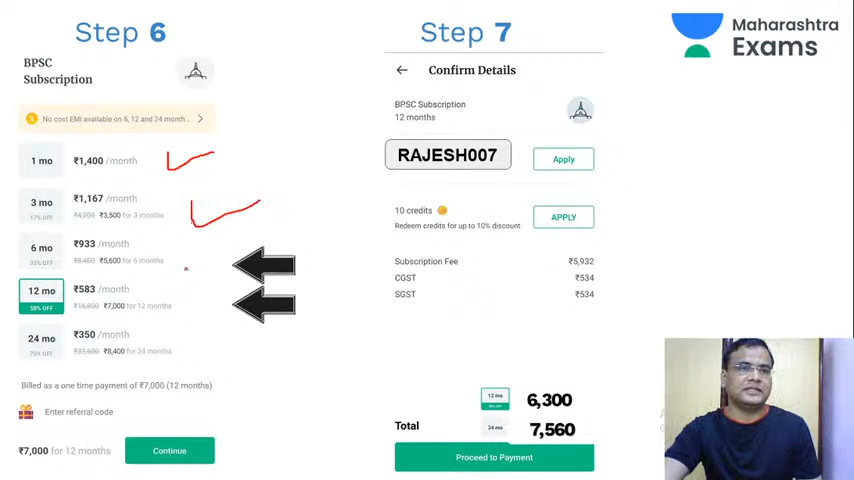 Step 6
BPSC
Subscription
No cost EMI available on 6, 12 and 24 month...
1 mo ₹1,400 /month
3 mo ₹1,167 /month
17% OFF ₹4,200 ₹3,500 for 3 months
6 mo ₹933 /month
33% OFF ₹8,400 ₹5,600 for 6 months
12 mo ₹583 /month
58% OFF ₹16,800 ₹7,000 for 12 months
24 mo ₹350 /month
75% OFF ₹33,600 ₹8,400 for 24 months
Billed as a one time payment of ₹7,000 (12 months)
Enter referral code
₹7,000 for 12 months Continue
Step 7
Confirm Details
BPSC Subscription
12 months
RAJESH007 Apply
10 credits APPLY
Redeem credits for up to 10% discount
Subscription Fee ₹5,932
CGST ₹534
SGST ₹534
12 mo 6,300
Total 24 mo 7,560
Proceed to Payment
Maharashtra
Exams